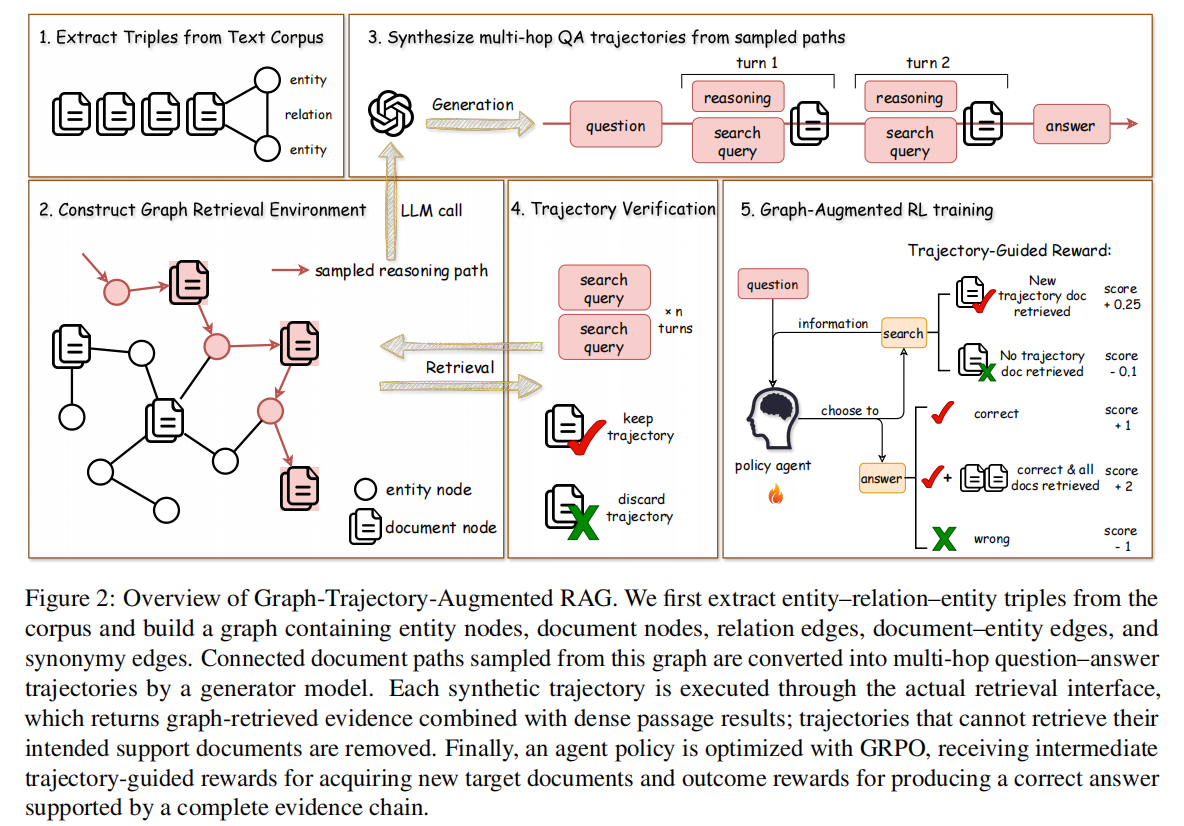 1. Extract Triples from Text Corpus
entity
relation
entity
3. Synthesize multi-hop QA trajectories from sampled paths
Generation
question
turn 1
reasoning
search
query
turn 2
reasoning
search
query
answer
2. Construct Graph Retrieval Environment
LLM call
sampled reasoning path
entity node
document node
4. Trajectory Verification
search
query
search
query
× n
turns
Retrieval
keep
trajectory
discard
trajectory
5. Graph-Augmented RL training
Trajectory-Guided Reward:
question
information
search
New
trajectory doc
retrieved
score
+ 0.25
No trajectory
doc retrieved
score
- 0.1
choose to
policy agent
answer
correct
score
+ 1
+
correct & all
docs retrieved
score
+ 2
wrong
score
- 1
Figure 2: Overview of Graph-Trajectory-Augmented RAG. We first extract entity–relation–entity triples from the
corpus and build a graph containing entity nodes, document nodes, relation edges, document–entity edges, and
synonymy edges. Connected document paths sampled from this graph are converted into multi-hop question–answer
trajectories by a generator model. Each synthetic trajectory is executed through the actual retrieval interface,
which returns graph-retrieved evidence combined with dense passage results; trajectories that cannot retrieve their
intended support documents are removed. Finally, an agent policy is optimized with GRPO, receiving intermediate
trajectory-guided rewards for acquiring new target documents and outcome rewards for producing a correct answer
supported by a complete evidence chain.